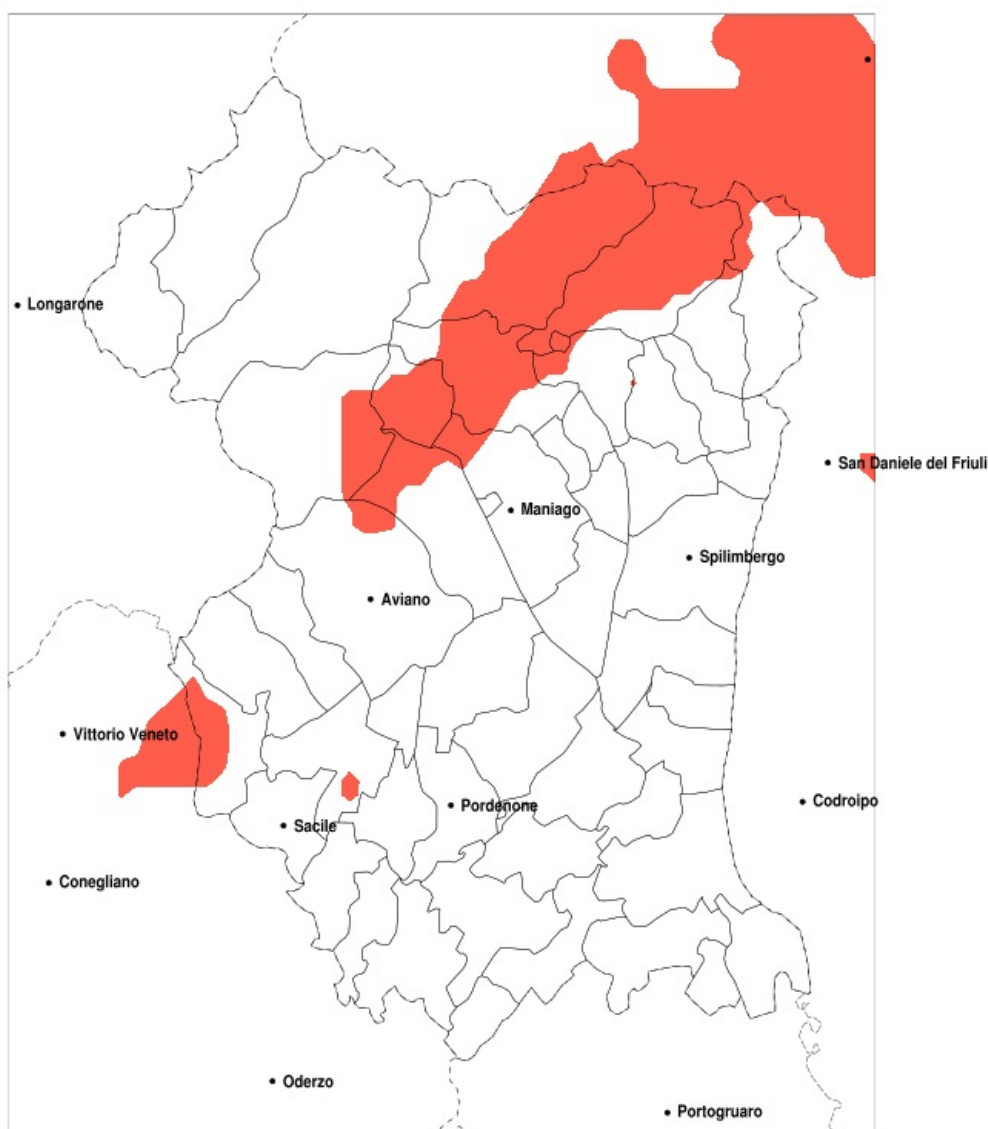 Longarone
San Daniele del Friuli
Maniago
Spilimbergo
Aviano
Vittorio Veneto
Codroipo
Pordenone
Sacile
Conegliano
Oderzo
Portogruaro